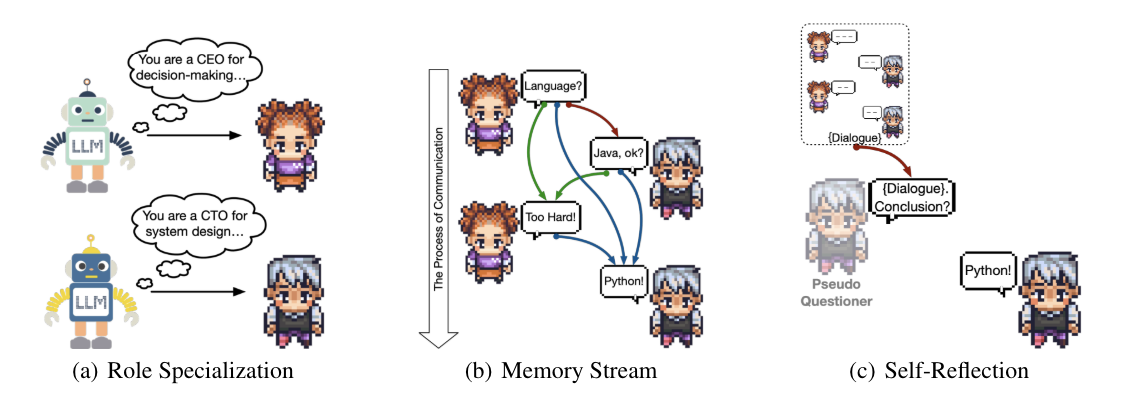 You are a CEO for
decision-making…
LLM
You are a CTO for
system design…
LLM
(a) Role Specialization
The Process of Communication
Language?
Java, ok?
Too Hard!
Python!
(b) Memory Stream
{Dialogue}
{Dialogue}.
Conclusion?
Pseudo
Questioner
Python!
(c) Self-Reflection